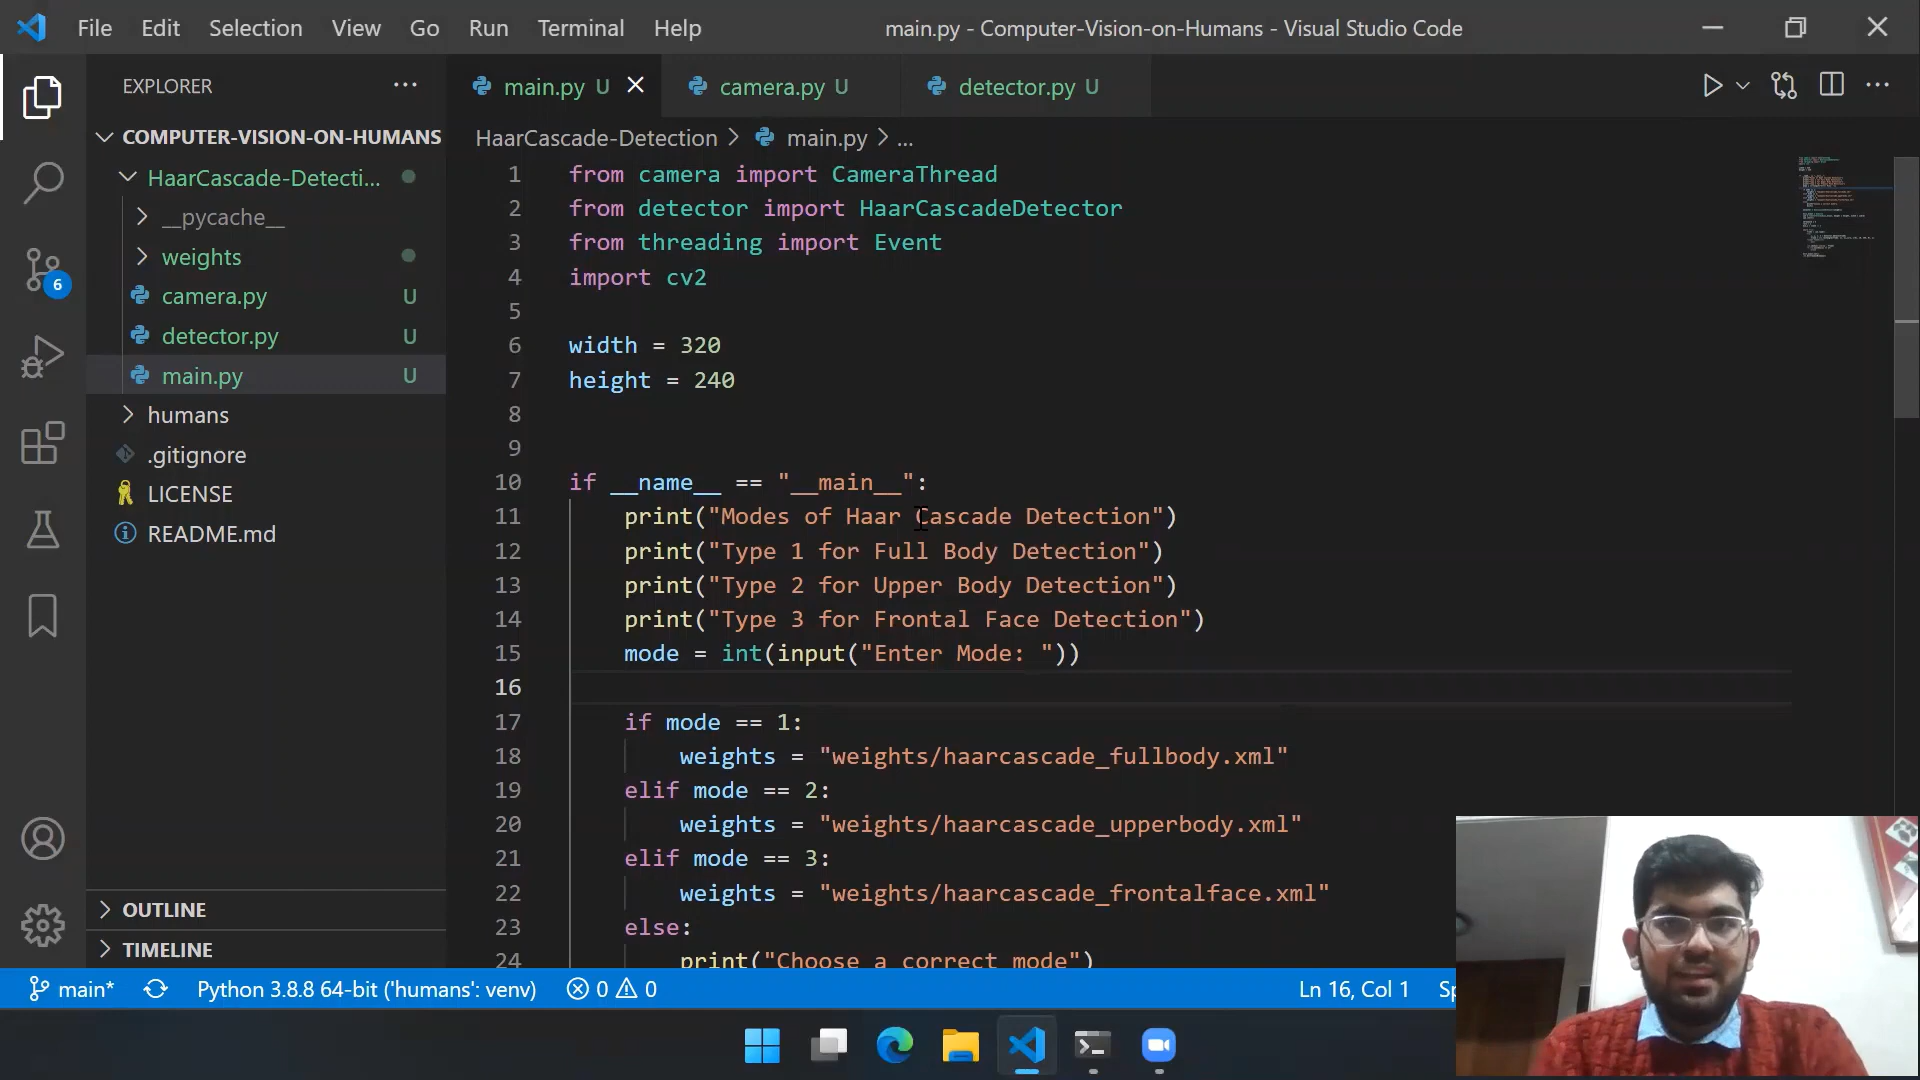 File Edit Selection View Go Run Terminal Help
main.py - Computer-Vision-on-Humans - Visual Studio Code
EXPLORER
COMPUTER-VISION-ON-HUMANS
HaarCascade-Detecti...
__pycache__
weights
camera.py U
detector.py U
main.py U
humans
.gitignore
LICENSE
README.md
OUTLINE
TIMELINE
6
main.py U camera.py U detector.py U
HaarCascade-Detection > main.py > ...
1 from camera import CameraThread
2 from detector import HaarCascadeDetector
3 from threading import Event
4 import cv2
5
6 width = 320
7 height = 240
8
9
10 if __name__ == "__main__":
11 print("Modes of Haar Cascade Detection")
12 print("Type 1 for Full Body Detection")
13 print("Type 2 for Upper Body Detection")
14 print("Type 3 for Frontal Face Detection")
15 mode = int(input("Enter Mode: "))
16
17 if mode == 1:
18 weights = "weights/haarcascade_fullbody.xml"
19 elif mode == 2:
20 weights = "weights/haarcascade_upperbody.xml"
21 elif mode == 3:
22 weights = "weights/haarcascade_frontalface.xml"
23 else:
24 print("Choose a correct mode")
main* Python 3.8.8 64-bit ('humans': venv) 0 0 Ln 16, Col 1 Sp